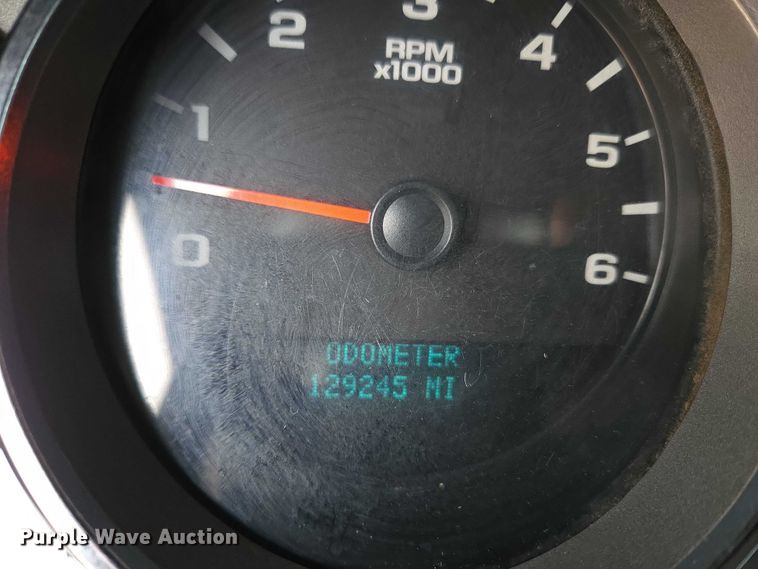 3
2
4
RPM
x1000
1
5
0
6
ODOMETER
129245 MI
Purple Wave Auction